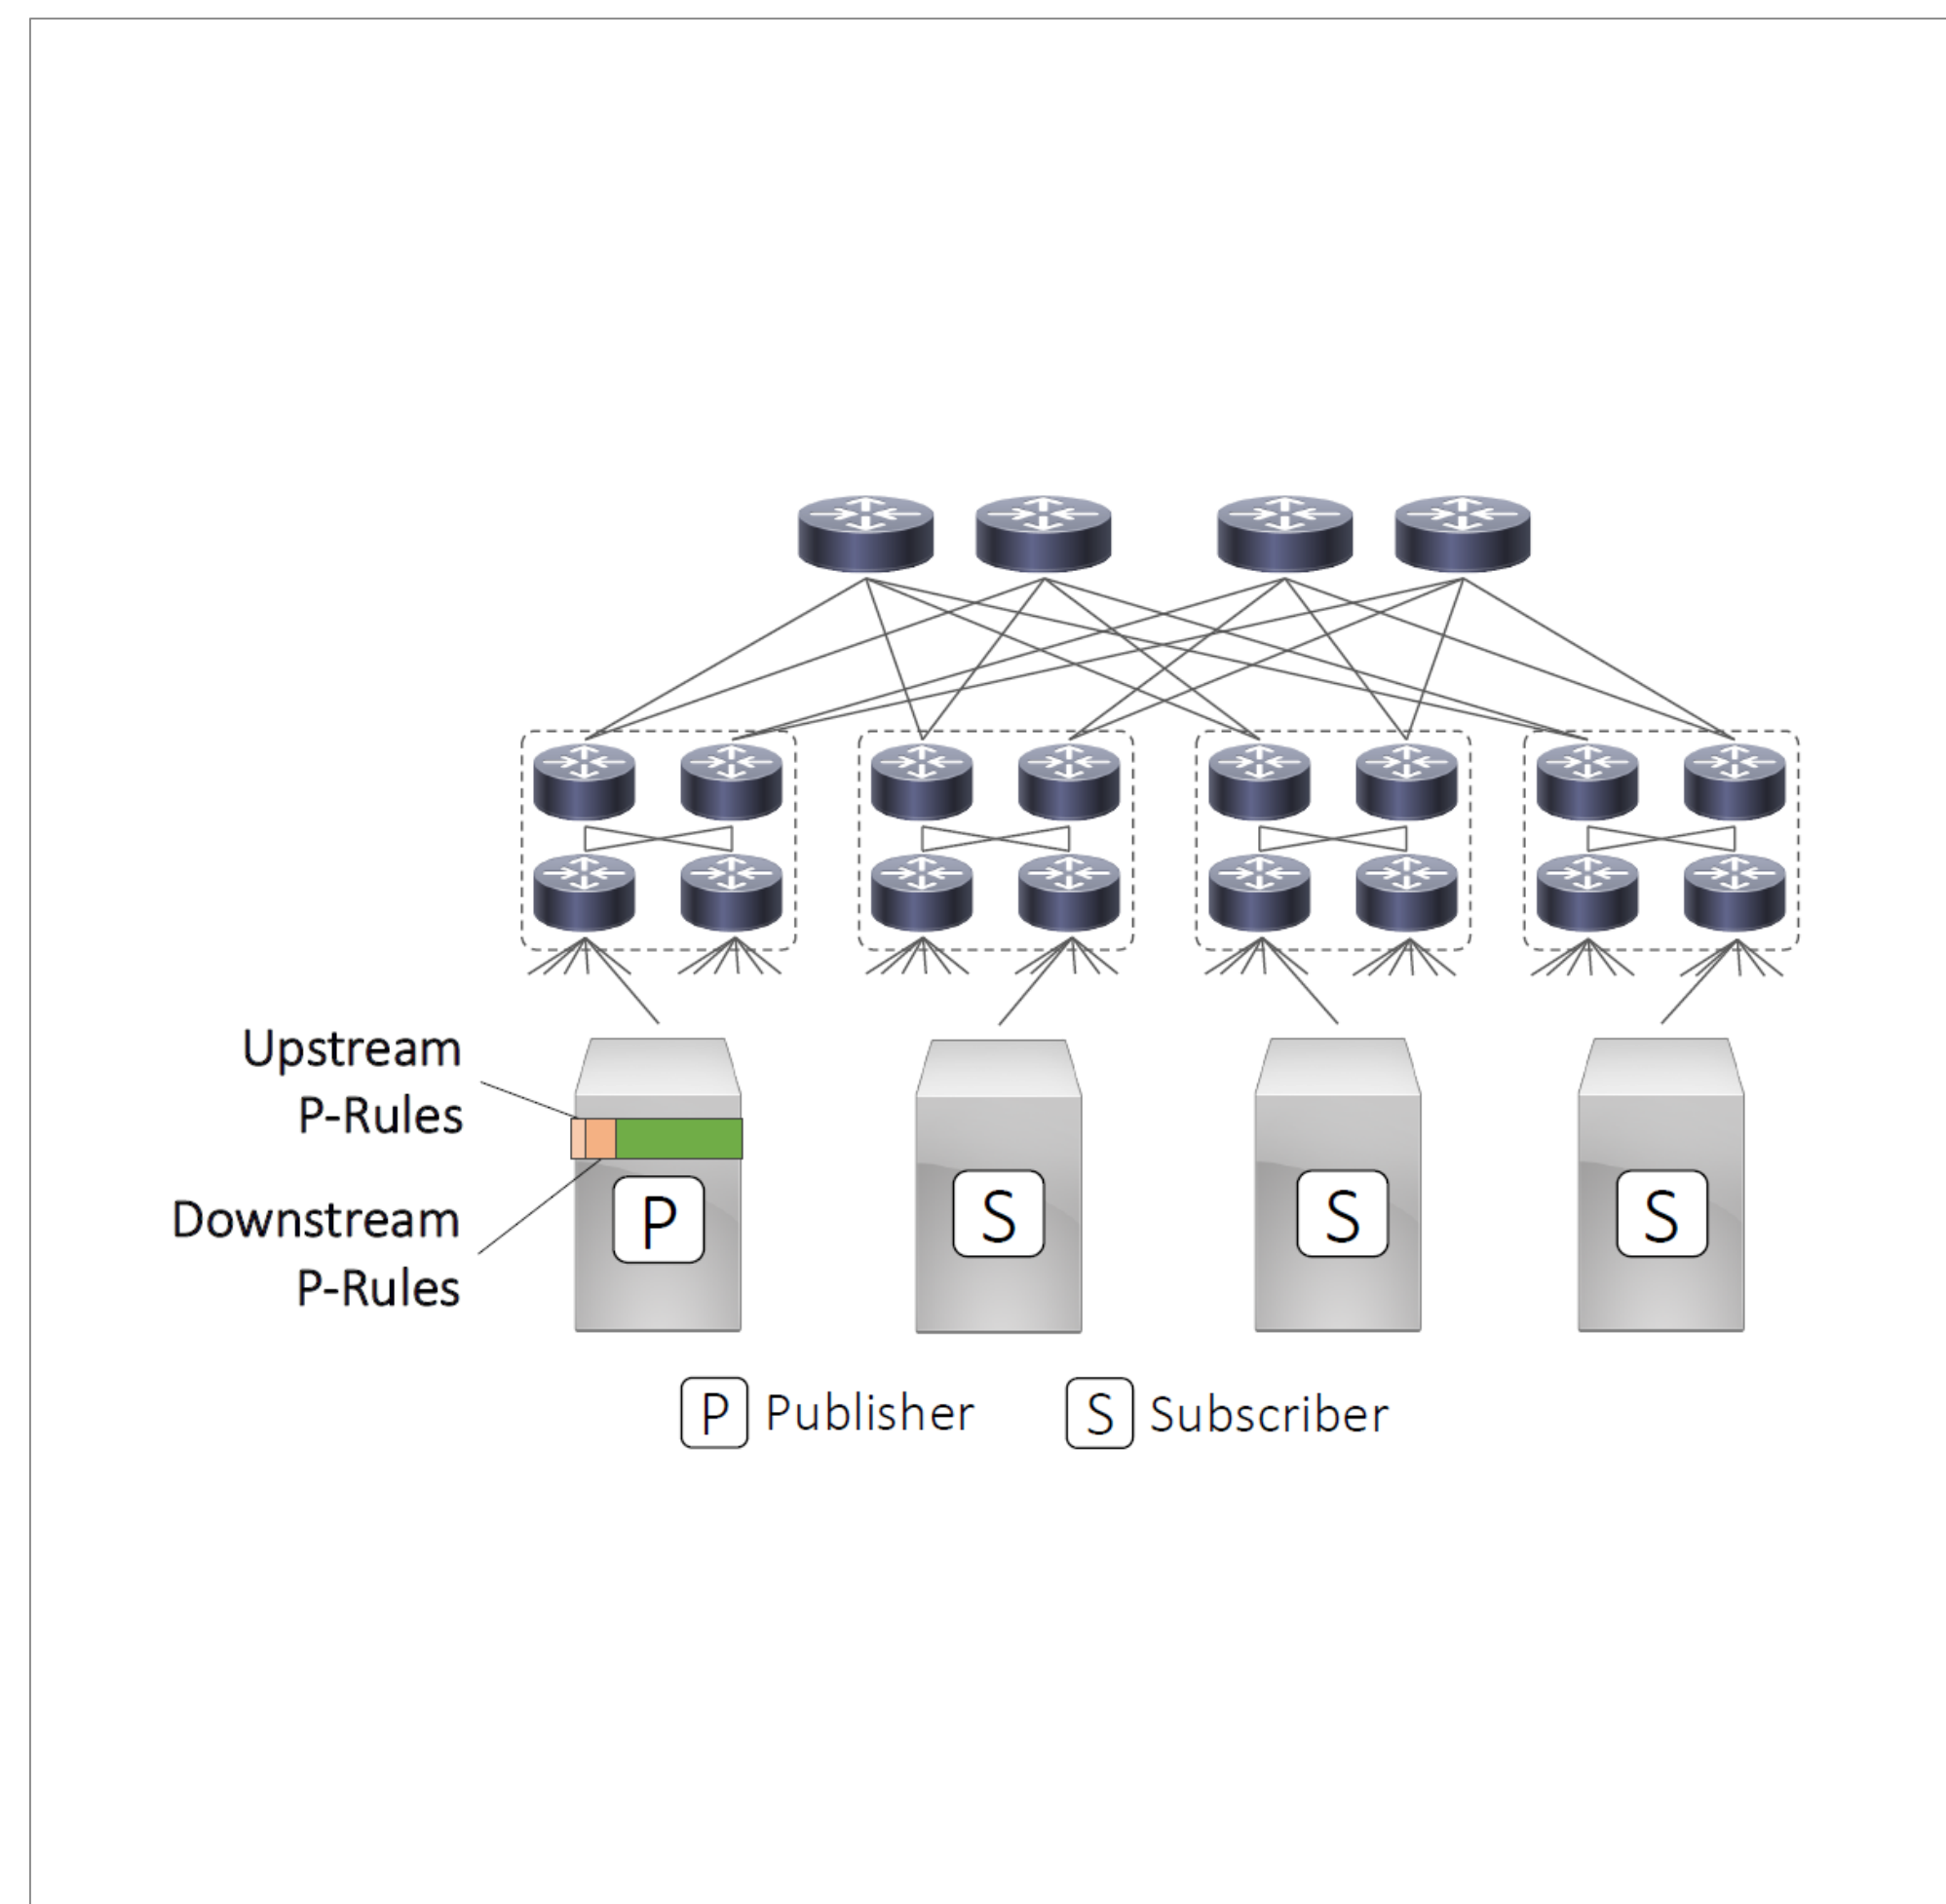 Upstream
P-Rules
Downstream
P-Rules
P
S
S
S
P Publisher
S Subscriber